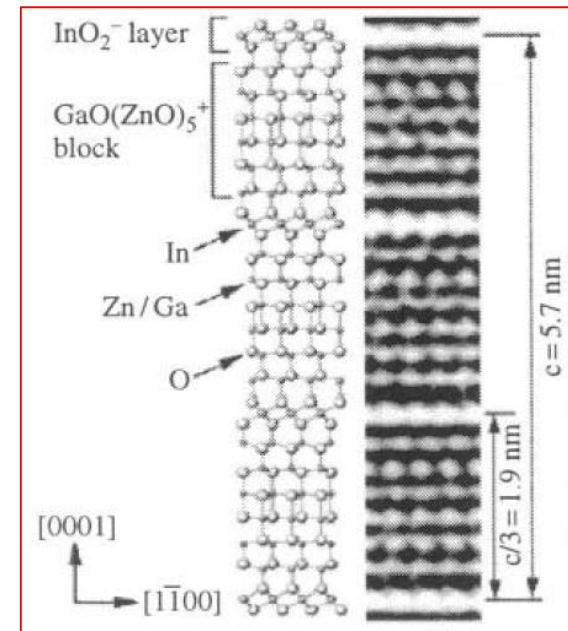 InO₂⁻ layer
GaO(ZnO)₅⁺
block
In
Zn/Ga
O
[0001]
[11̄00]
c = 5.7 nm
c/3 = 1.9 nm